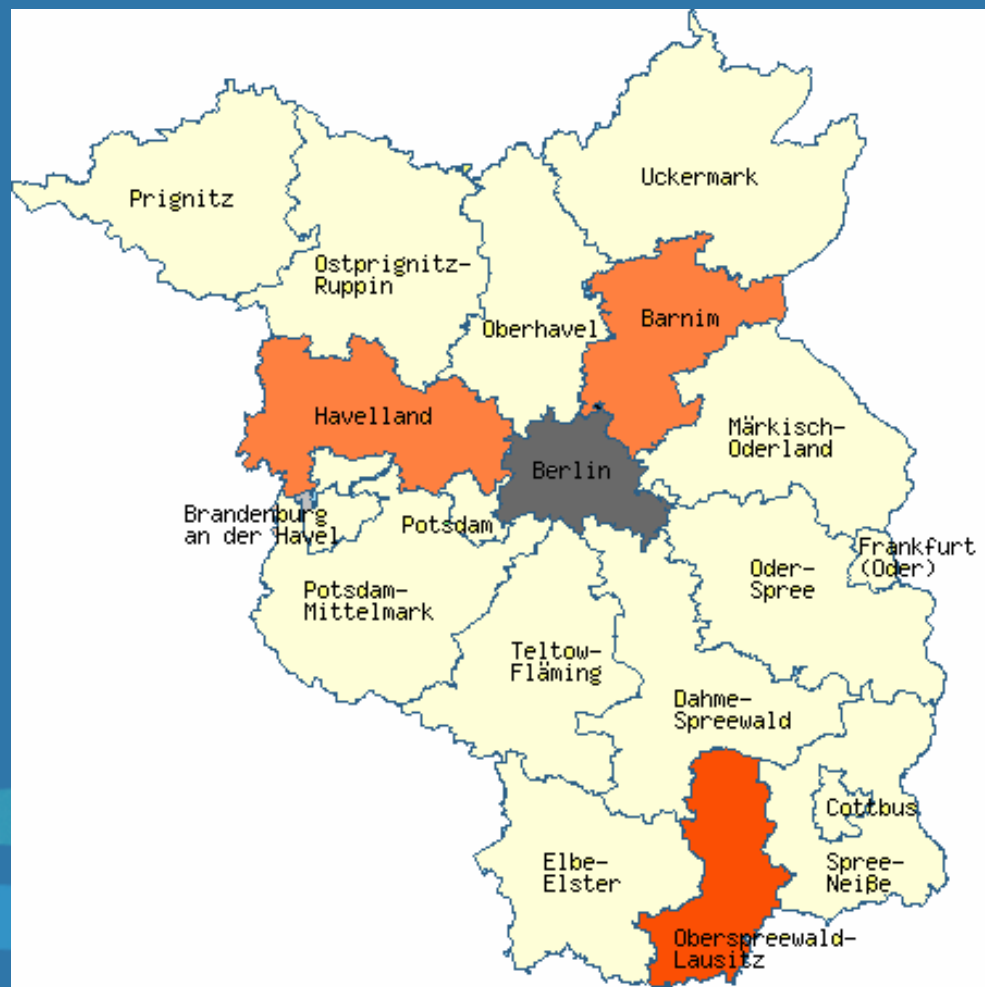 Uckermark
Prignitz
Ostprignitz-
Ruppin
Oberhavel
Barnim
Havelland
Märkisch-
Oderland
Berlin
Brandenburg
an der Havel
Potsdam
Frankfurt
(Oder)
Oder-
Spree
Potsdam-
Mittelmark
Teltow-
Fläming
Dahme-
Spreewald
Cottbus
Elbe-
Elster
Spree-
Neiße
Oberspreewald-
Lausitz